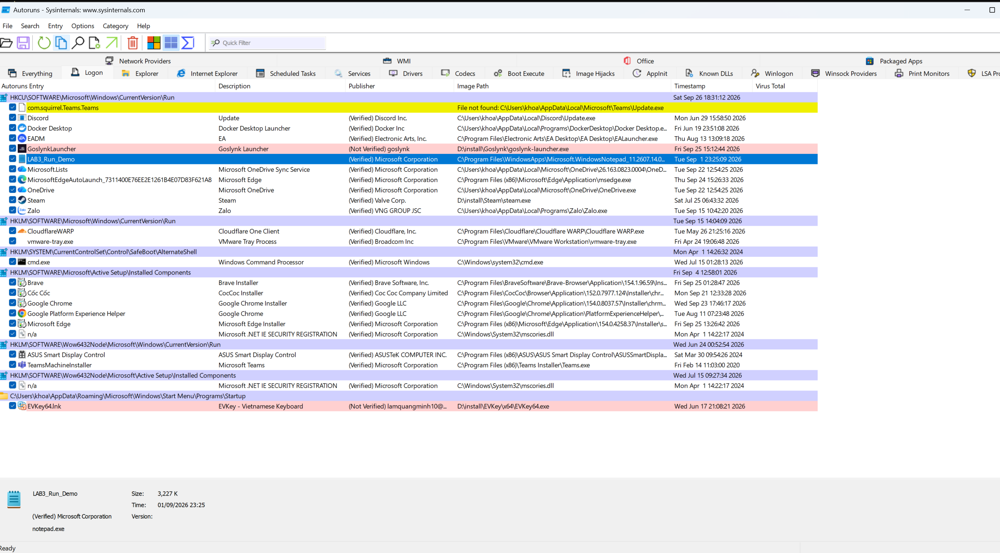 Autoruns - Sysinternals: www.sysinternals.com
File Search Entry Options Category Help
Quick Filter
Network Providers WMI Office Packaged Apps
Everything Logon Explorer Internet Explorer Scheduled Tasks Services Drivers Codecs Boot Execute Image Hijacks AppInit Known DLLs Winlogon Winsock Providers Print Monitors LSA Pro
Autoruns Entry Description Publisher Image Path Timestamp Virus Total
HKCU\SOFTWARE\Microsoft\Windows\CurrentVersion\Run Sat Sep 26 18:31:12 2026
com.squirrel.Teams.Teams File not found: C:\Users\khoa\AppData\Local\Microsoft\Teams\Update.exe
Discord Update (Verified) Discord Inc. C:\Users\khoa\AppData\Local\Discord\Update.exe Mon Jun 29 15:58:50 2026
Docker Desktop Docker Desktop Launcher (Verified) Docker Inc C:\Users\khoa\AppData\Local\Programs\DockerDesktop\Docker Desktop.e... Fri Jun 19 23:51:08 2026
EADM EA (Verified) Electronic Arts, Inc. C:\Program Files\Electronic Arts\EA Desktop\EA Desktop\EALauncher.exe Thu Aug 13 13:09:18 2026
GoslynkLauncher Goslynk Launcher (Not Verified) goslynk D:\install\Goslynk\goslynk-launcher.exe Fri Sep 25 15:12:44 2026
LAB3_Run_Demo (Verified) Microsoft Corporation C:\Program Files\WindowsApps\Microsoft.WindowsNotepad_11.2607.14.0... Tue Sep 1 23:25:09 2026
Microsoft.Lists Microsoft OneDrive Sync Service (Verified) Microsoft Corporation C:\Users\khoa\AppData\Local\Microsoft\OneDrive\26.163.0823.0004\OneD... Tue Sep 22 12:54:25 2026
MicrosoftEdgeAutoLaunch_7311400E76EE2E1261B4E07D83F621A8 Microsoft Edge (Verified) Microsoft Corporation C:\Program Files (x86)\Microsoft\Edge\Application\msedge.exe Thu Sep 24 15:26:33 2026
OneDrive Microsoft OneDrive (Verified) Microsoft Corporation C:\Users\khoa\AppData\Local\Microsoft\OneDrive\OneDrive.exe Tue Sep 22 12:54:25 2026
Steam Steam (Verified) Valve Corp. D:\install\Steam\steam.exe Sat Jul 25 06:43:32 2026
Zalo Zalo (Verified) VNG GROUP JSC C:\Users\khoa\AppData\Local\Programs\Zalo\Zalo.exe Tue Sep 15 10:42:20 2026
HKLM\SOFTWARE\Microsoft\Windows\CurrentVersion\Run Tue Sep 15 14:04:09 2026
CloudflareWARP Cloudflare One Client (Verified) Cloudflare, Inc. C:\Program Files\Cloudflare\Cloudflare WARP\Cloudflare WARP.exe Tue May 26 21:25:16 2026
vmware-tray.exe VMware Tray Process (Verified) Broadcom Inc C:\Program Files\VMware\VMware Workstation\vmware-tray.exe Fri Apr 24 19:06:48 2026
HKLM\SYSTEM\CurrentControlSet\Control\SafeBoot\AlternateShell Mon Apr 1 14:26:32 2024
cmd.exe Windows Command Processor (Verified) Microsoft Windows C:\Windows\system32\cmd.exe Wed Jul 15 01:28:13 2026
HKLM\SOFTWARE\Microsoft\Active Setup\Installed Components Fri Sep 4 12:58:01 2026
Brave Brave Installer (Verified) Brave Software, Inc. C:\Program Files\BraveSoftware\Brave-Browser\Application\154.1.96.59\Ins... Fri Sep 25 01:28:47 2026
Cốc Cốc CocCoc Installer (Verified) Coc Coc Company Limited C:\Program Files\CocCoc\Browser\Application\152.0.7977.124\Installer\chr... Mon Sep 21 12:33:28 2026
Google Chrome Google Chrome Installer (Verified) Google LLC C:\Program Files\Google\Chrome\Application\154.0.8037.57\Installer\chrm... Wed Sep 23 17:46:17 2026
Google Platform Experience Helper Google Chrome (Verified) Google LLC C:\Program Files\Google\Chrome\Application\PlatformExperienceHelper\... Tue Aug 11 07:23:48 2026
Microsoft Edge Microsoft Edge Installer (Verified) Microsoft Corporation C:\Program Files (x86)\Microsoft\Edge\Application\154.0.4258.37\Installer\s... Fri Sep 25 13:26:42 2026
n/a Microsoft .NET IE SECURITY REGISTRATION (Verified) Microsoft Corporation C:\Windows\System32\mscories.dll Mon Apr 1 14:22:17 2024
HKLM\SOFTWARE\Wow6432Node\Microsoft\Windows\CurrentVersion\Run Wed Jun 24 00:52:54 2026
ASUS Smart Display Control ASUS Smart Display Control (Verified) ASUSTeK COMPUTER INC. C:\Program Files (x86)\ASUS\ASUS Smart Display Control\ASUSSmartDispla... Sat Mar 30 09:54:26 2024
TeamsMachineInstaller Microsoft Teams (Verified) Microsoft Corporation C:\Program Files (x86)\Teams Installer\Teams.exe Fri Feb 14 11:03:00 2020
HKLM\SOFTWARE\Wow6432Node\Microsoft\Active Setup\Installed Components Wed Jul 15 09:27:34 2026
n/a Microsoft .NET IE SECURITY REGISTRATION (Verified) Microsoft Corporation C:\Windows\System32\mscories.dll Mon Apr 1 14:22:17 2024
C:\Users\khoa\AppData\Roaming\Microsoft\Windows\Start Menu\Programs\Startup
EVKey64.lnk EVKey - Vietnamese Keyboard (Not Verified) lamquangminh10@... D:\install\EVKey\x64\EVKey64.exe Wed Jun 17 21:08:21 2026
LAB3_Run_Demo Size: 3,227 K
Time: 01/09/2026 23:25
(Verified) Microsoft Corporation Version:
notepad.exe
Ready